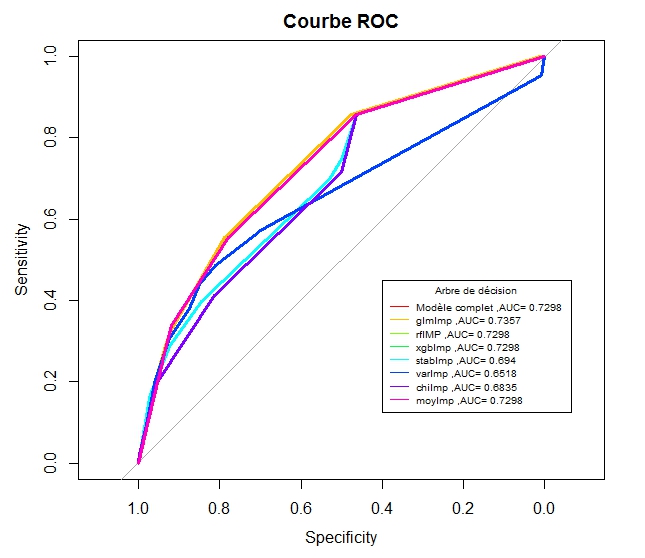 Courbe ROC
Sensitivity
1.0
0.8
0.6
0.4
0.2
0.0
Arbre de décision
Modèle complet ,AUC= 0.7298
glmImp ,AUC= 0.7357
rfIMP ,AUC= 0.7298
xgbImp ,AUC= 0.7298
stabImp ,AUC= 0.694
varImp ,AUC= 0.6518
chiImp ,AUC= 0.6835
moyImp ,AUC= 0.7298
1.0 0.8 0.6 0.4 0.2 0.0
Specificity